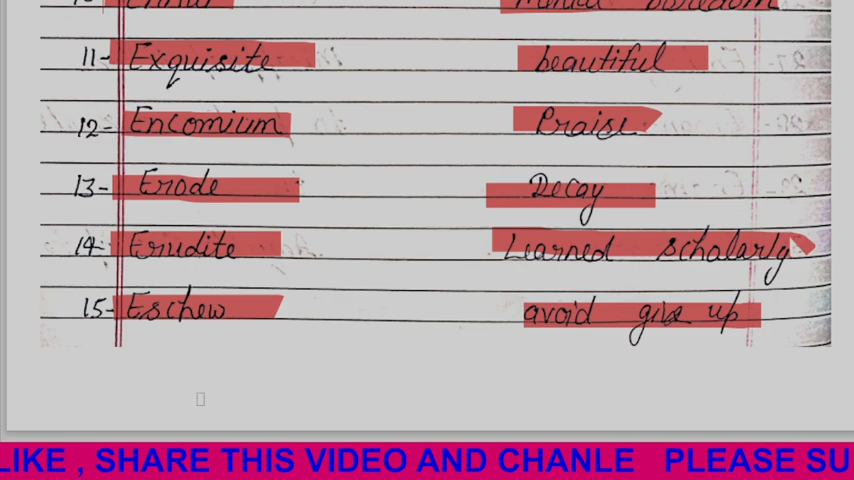 11- Exquisite beautiful
12- Encomium Praise
13- Erode Decay
14- Erudite Learned schalarly
15- Eschew avoid give up
LIKE , SHARE THIS VIDEO AND CHANLE PLEASE SU